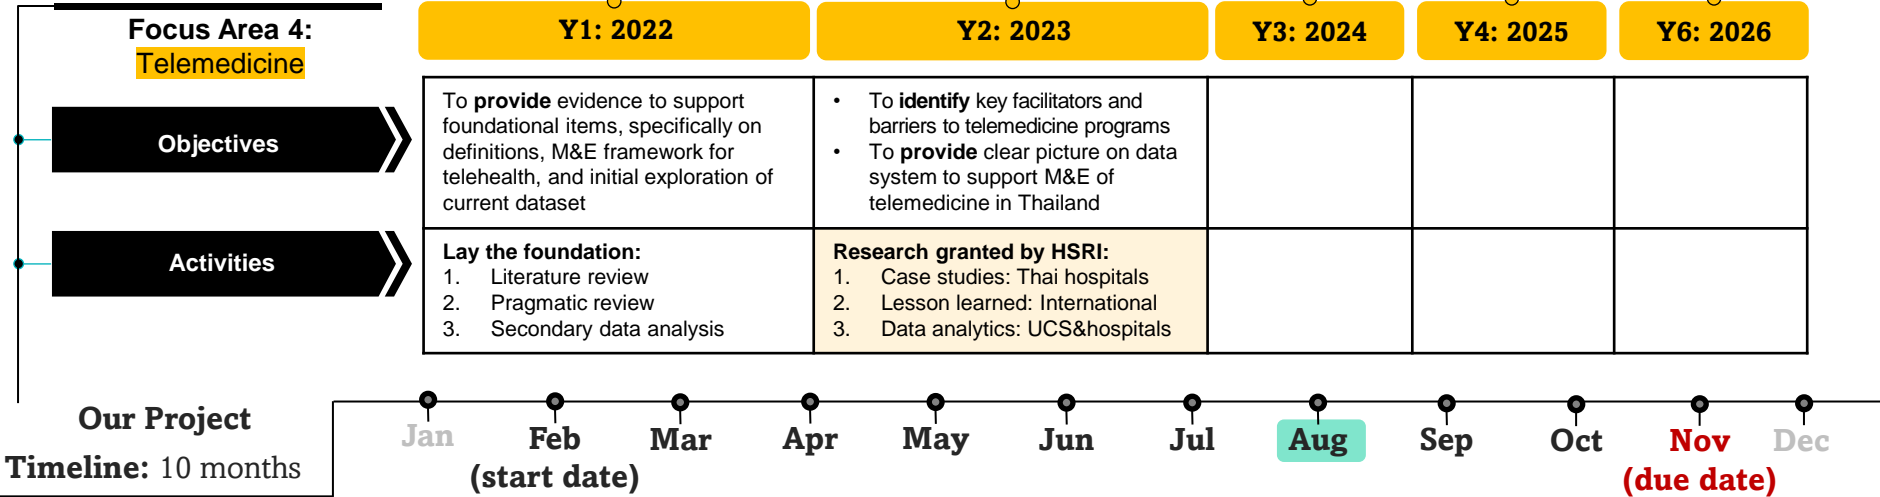 Focus Area 4:
Telemedicine
Y1: 2022
Y2: 2023
Y3: 2024
Y4: 2025
Y6: 2026
Objectives
To provide evidence to support
foundational items, specifically on
definitions, M&E framework for
telehealth, and initial exploration of
current dataset
• To identify key facilitators and
barriers to telemedicine programs
• To provide clear picture on data
system to support M&E of
telemedicine in Thailand
Activities
Lay the foundation:
1. Literature review
2. Pragmatic review
3. Secondary data analysis
Research granted by HSRI:
1. Case studies: Thai hospitals
2. Lesson learned: International
3. Data analytics: UCS&hospitals
Our Project
Timeline: 10 months
Jan
Feb
(start date)
Mar
Apr
May
Jun
Jul
Aug
Sep
Oct
Nov
(due date)
Dec